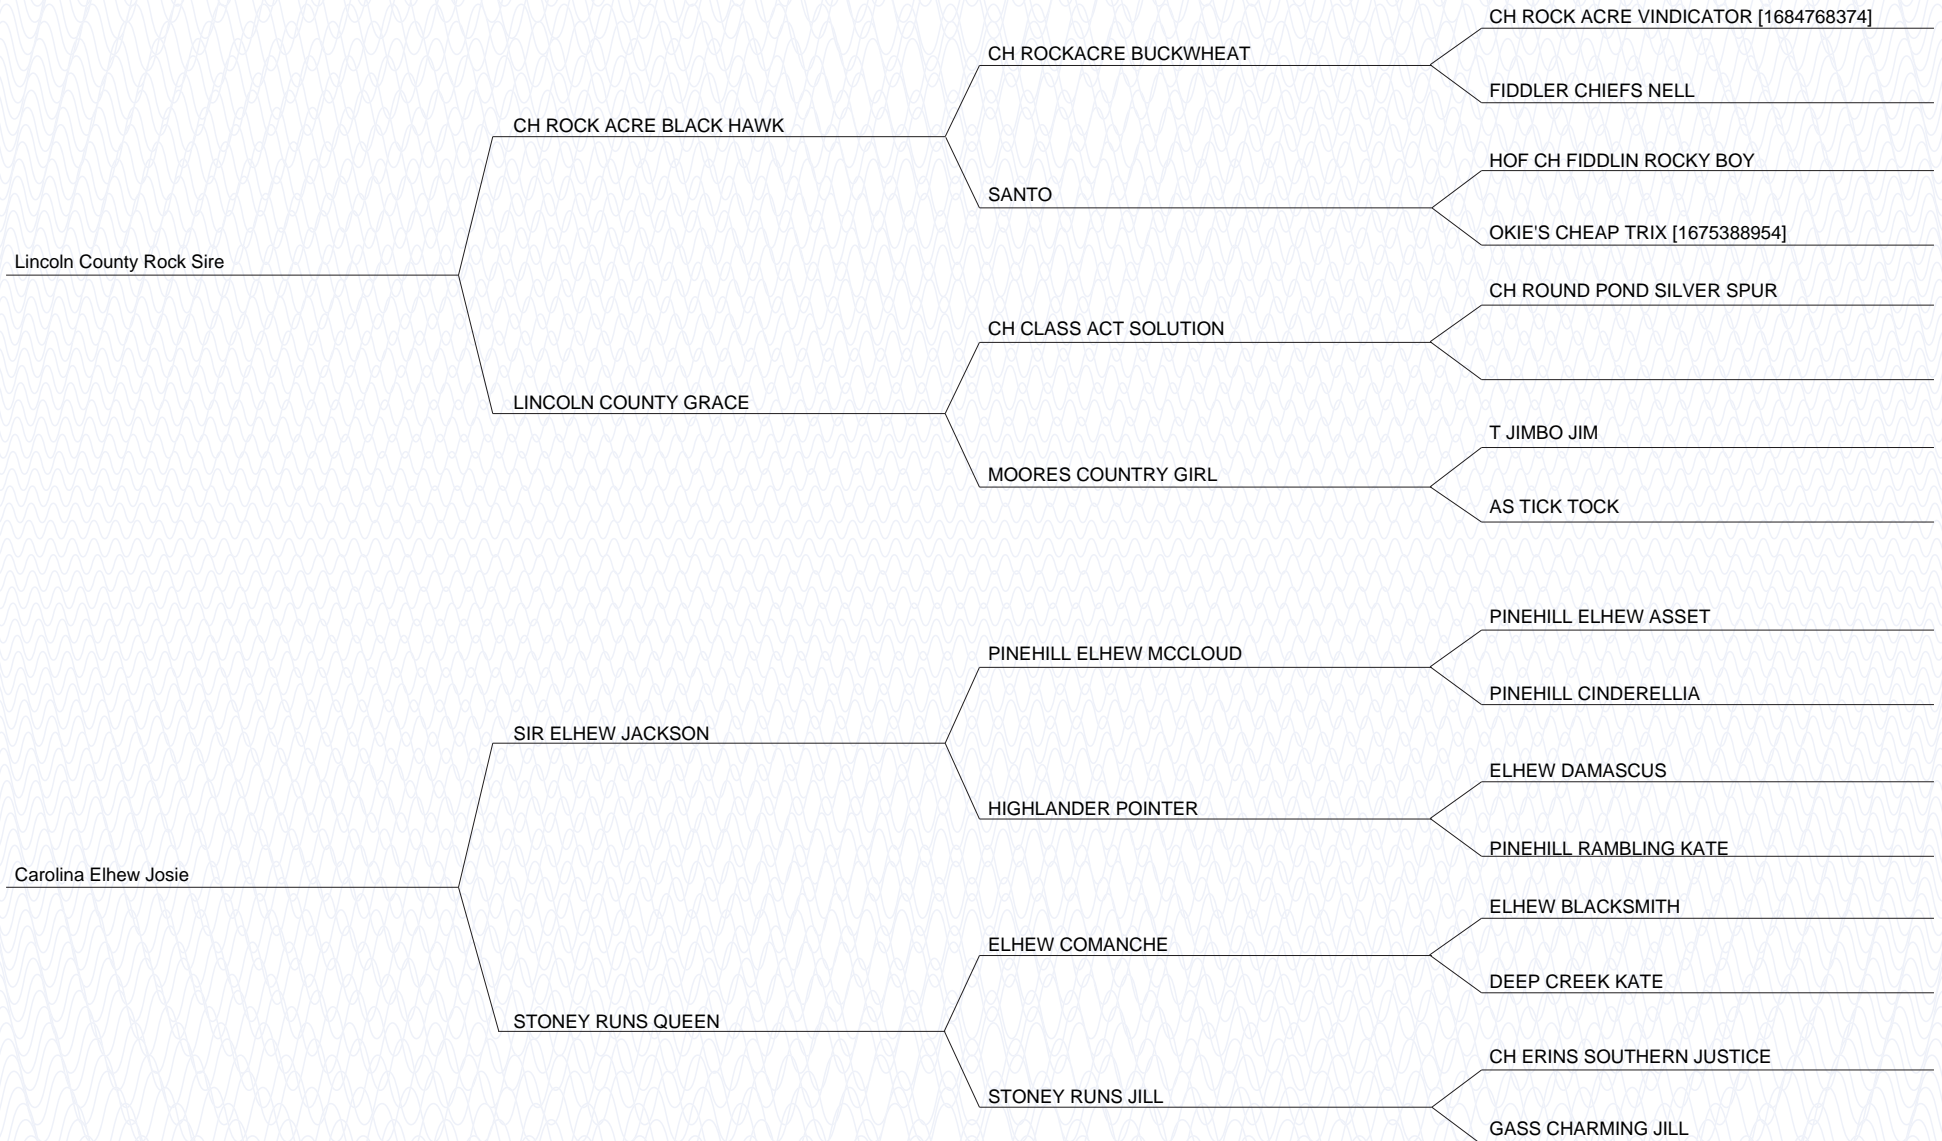 CH ROCK ACRE VINDICATOR [1684768374]
CH ROCKACRE BUCKWHEAT
FIDDLER CHIEFS NELL
CH ROCK ACRE BLACK HAWK
HOF CH FIDDLIN ROCKY BOY
SANTO
OKIE'S CHEAP TRIX [1675388954]
Lincoln County Rock Sire
CH ROUND POND SILVER SPUR
CH CLASS ACT SOLUTION
LINCOLN COUNTY GRACE
T JIMBO JIM
MOORES COUNTRY GIRL
AS TICK TOCK
PINEHILL ELHEW ASSET
PINEHILL ELHEW MCCLOUD
PINEHILL CINDERELLIA
SIR ELHEW JACKSON
ELHEW DAMASCUS
HIGHLANDER POINTER
PINEHILL RAMBLING KATE
Carolina Elhew Josie
ELHEW BLACKSMITH
ELHEW COMANCHE
DEEP CREEK KATE
STONEY RUNS QUEEN
CH ERINS SOUTHERN JUSTICE
STONEY RUNS JILL
GASS CHARMING JILL